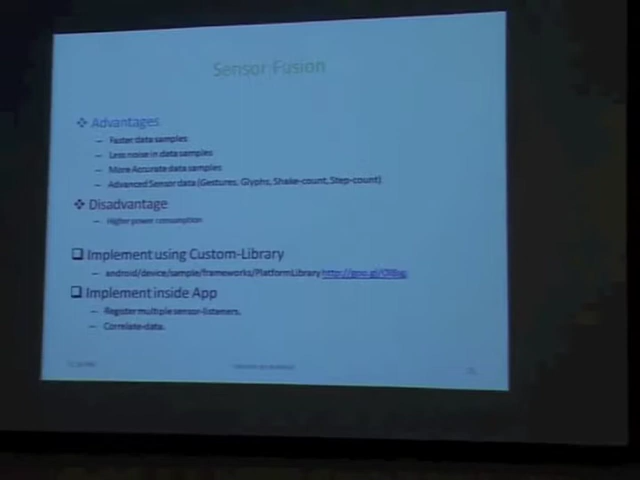 Sensor Fusion
❖ Advantages
– Faster data samples
– Less noise in data samples
– More Accurate data samples
– Advanced Sensor data (Gestures, Glyphs, Shake-count, Step-count)
❖ Disadvantage
– Higher power consumption
❑ Implement using Custom-Library
– android/device/sample/frameworks/PlatformLibrary
❑ Implement inside App
– Register multiple sensor-listeners.
– Correlate-data.